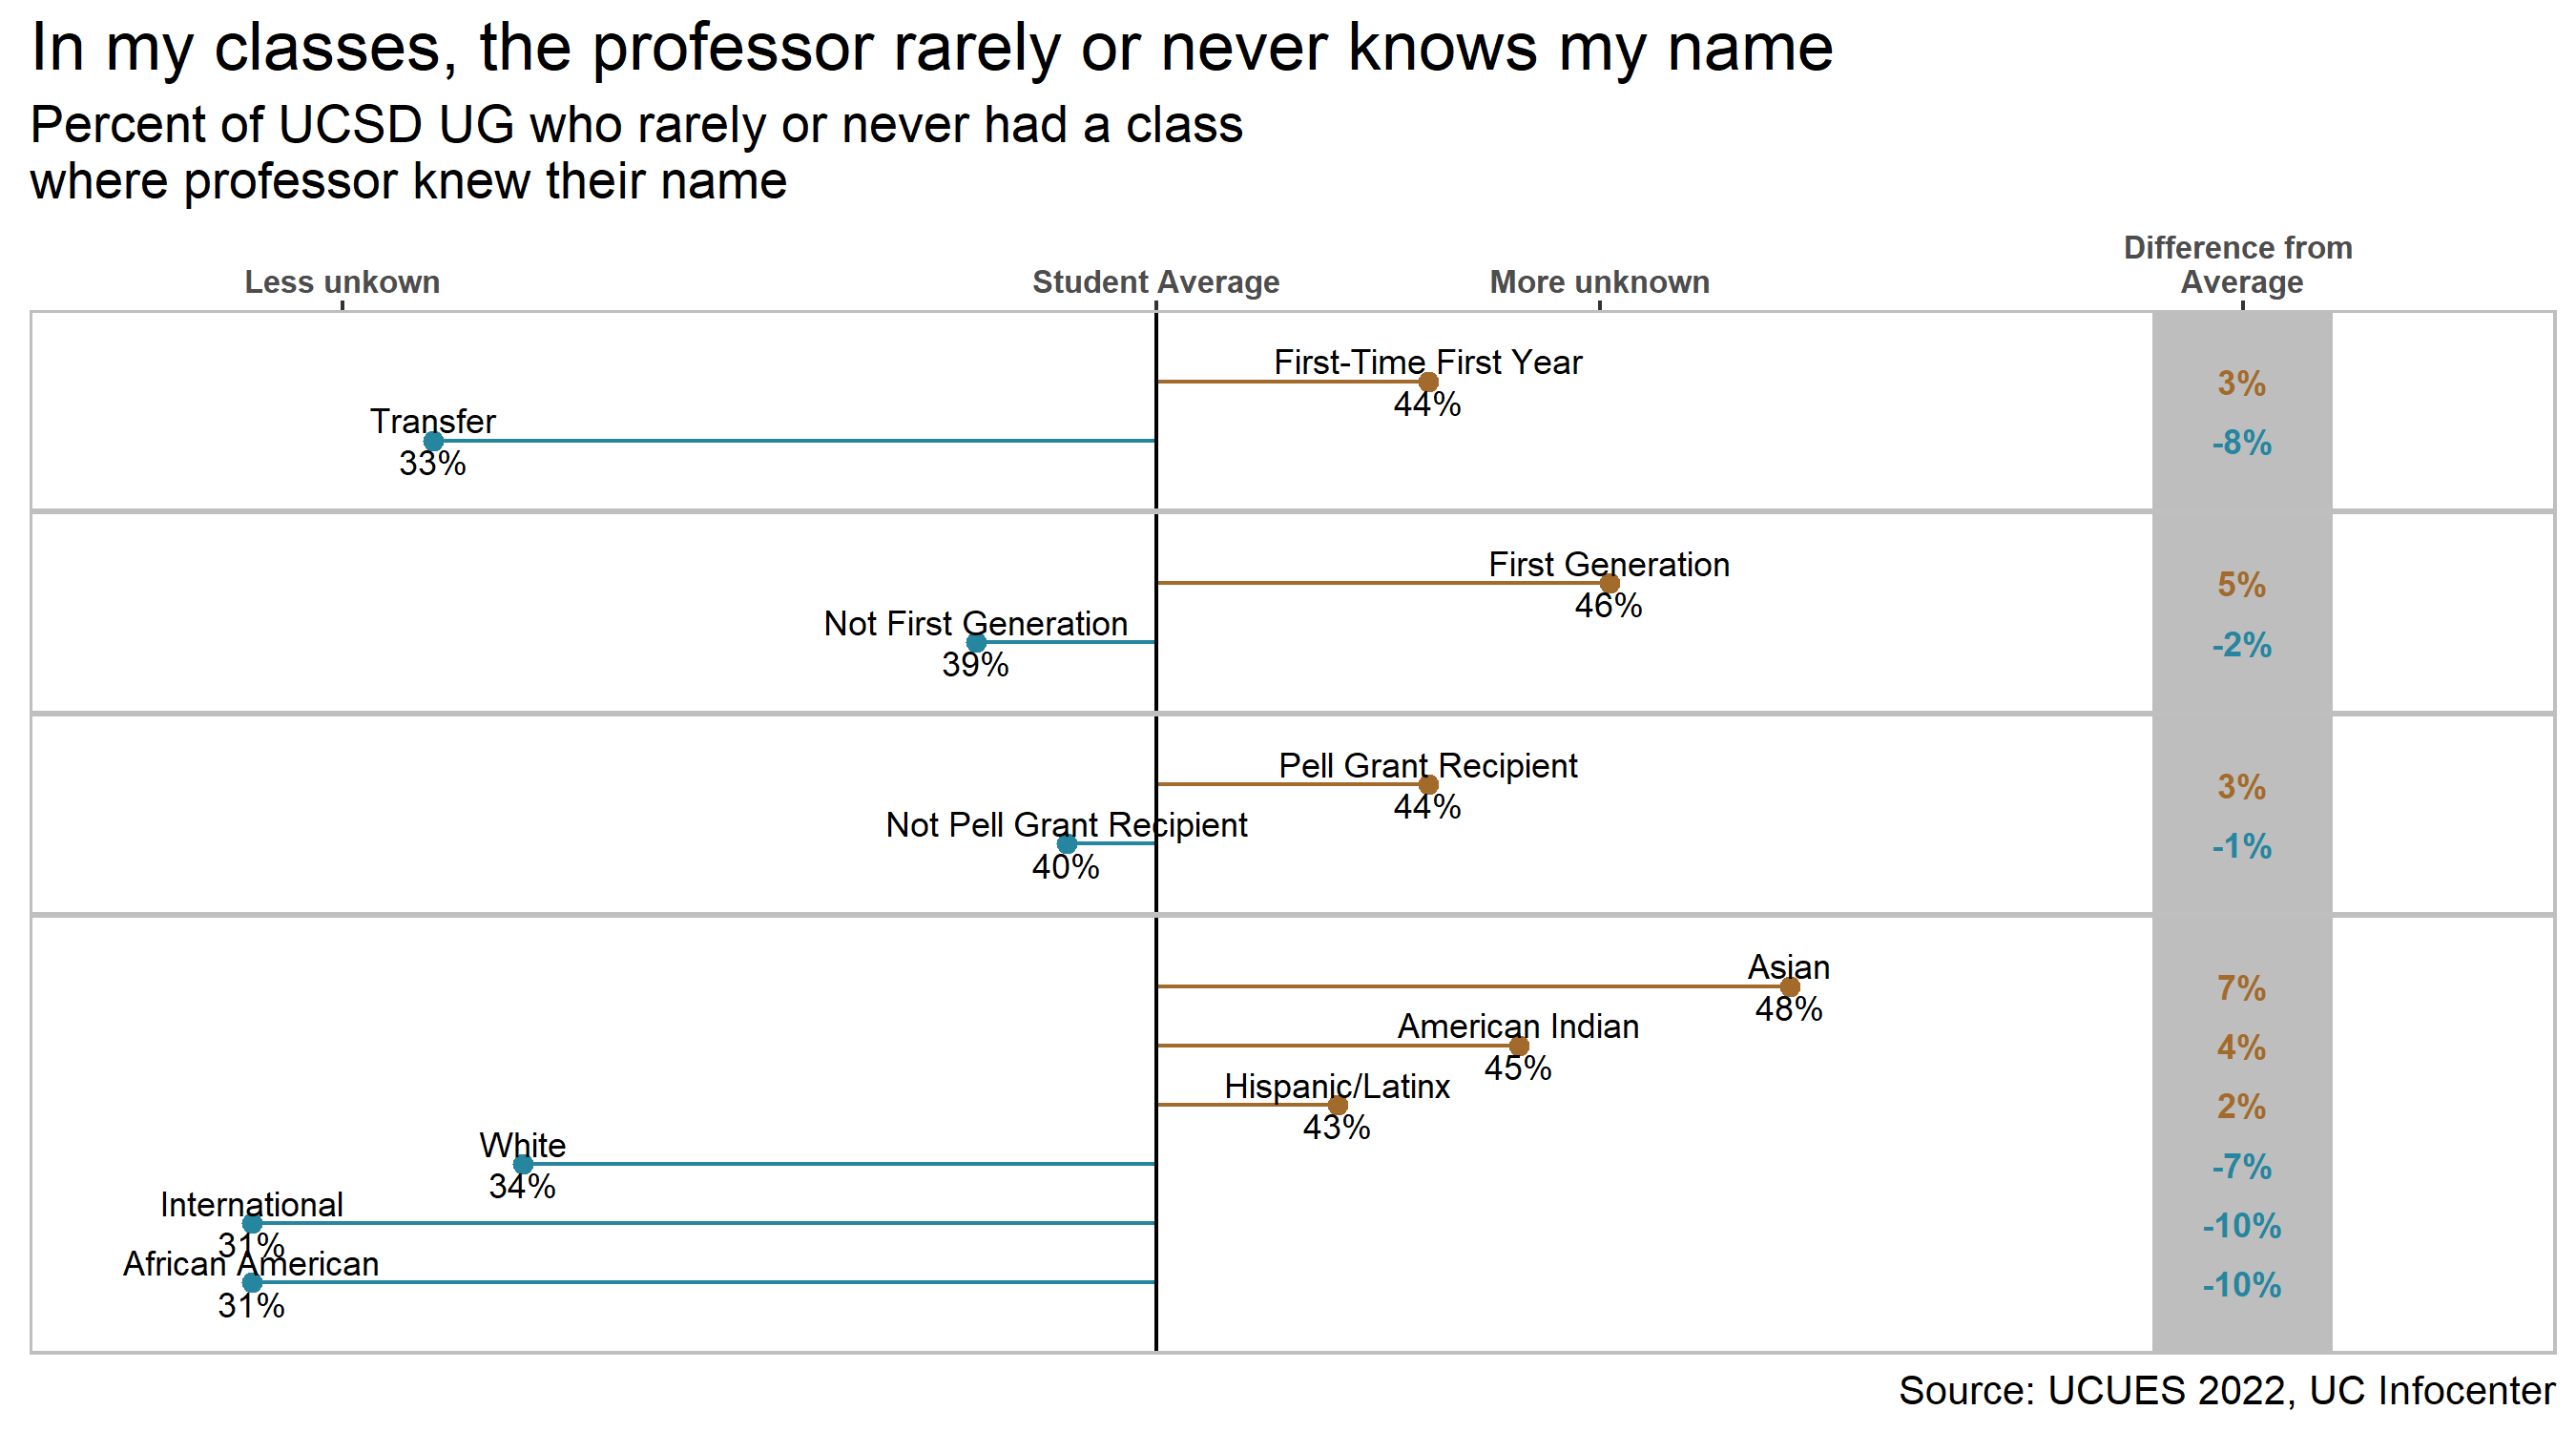 In my classes, the professor rarely or never knows my name
Percent of UCSD UG who rarely or never had a class
where professor knew their name
Less unkown
Student Average
More unknown
Difference from
Average
First-Time First Year
44%
3%
Transfer
33%
-8%
First Generation
46%
5%
Not First Generation
39%
-2%
Pell Grant Recipient
44%
3%
Not Pell Grant Recipient
40%
-1%
Asian
48%
7%
American Indian
45%
4%
Hispanic/Latinx
43%
2%
White
34%
-7%
International
31%
-10%
African American
31%
-10%
Source: UCUES 2022, UC Infocenter